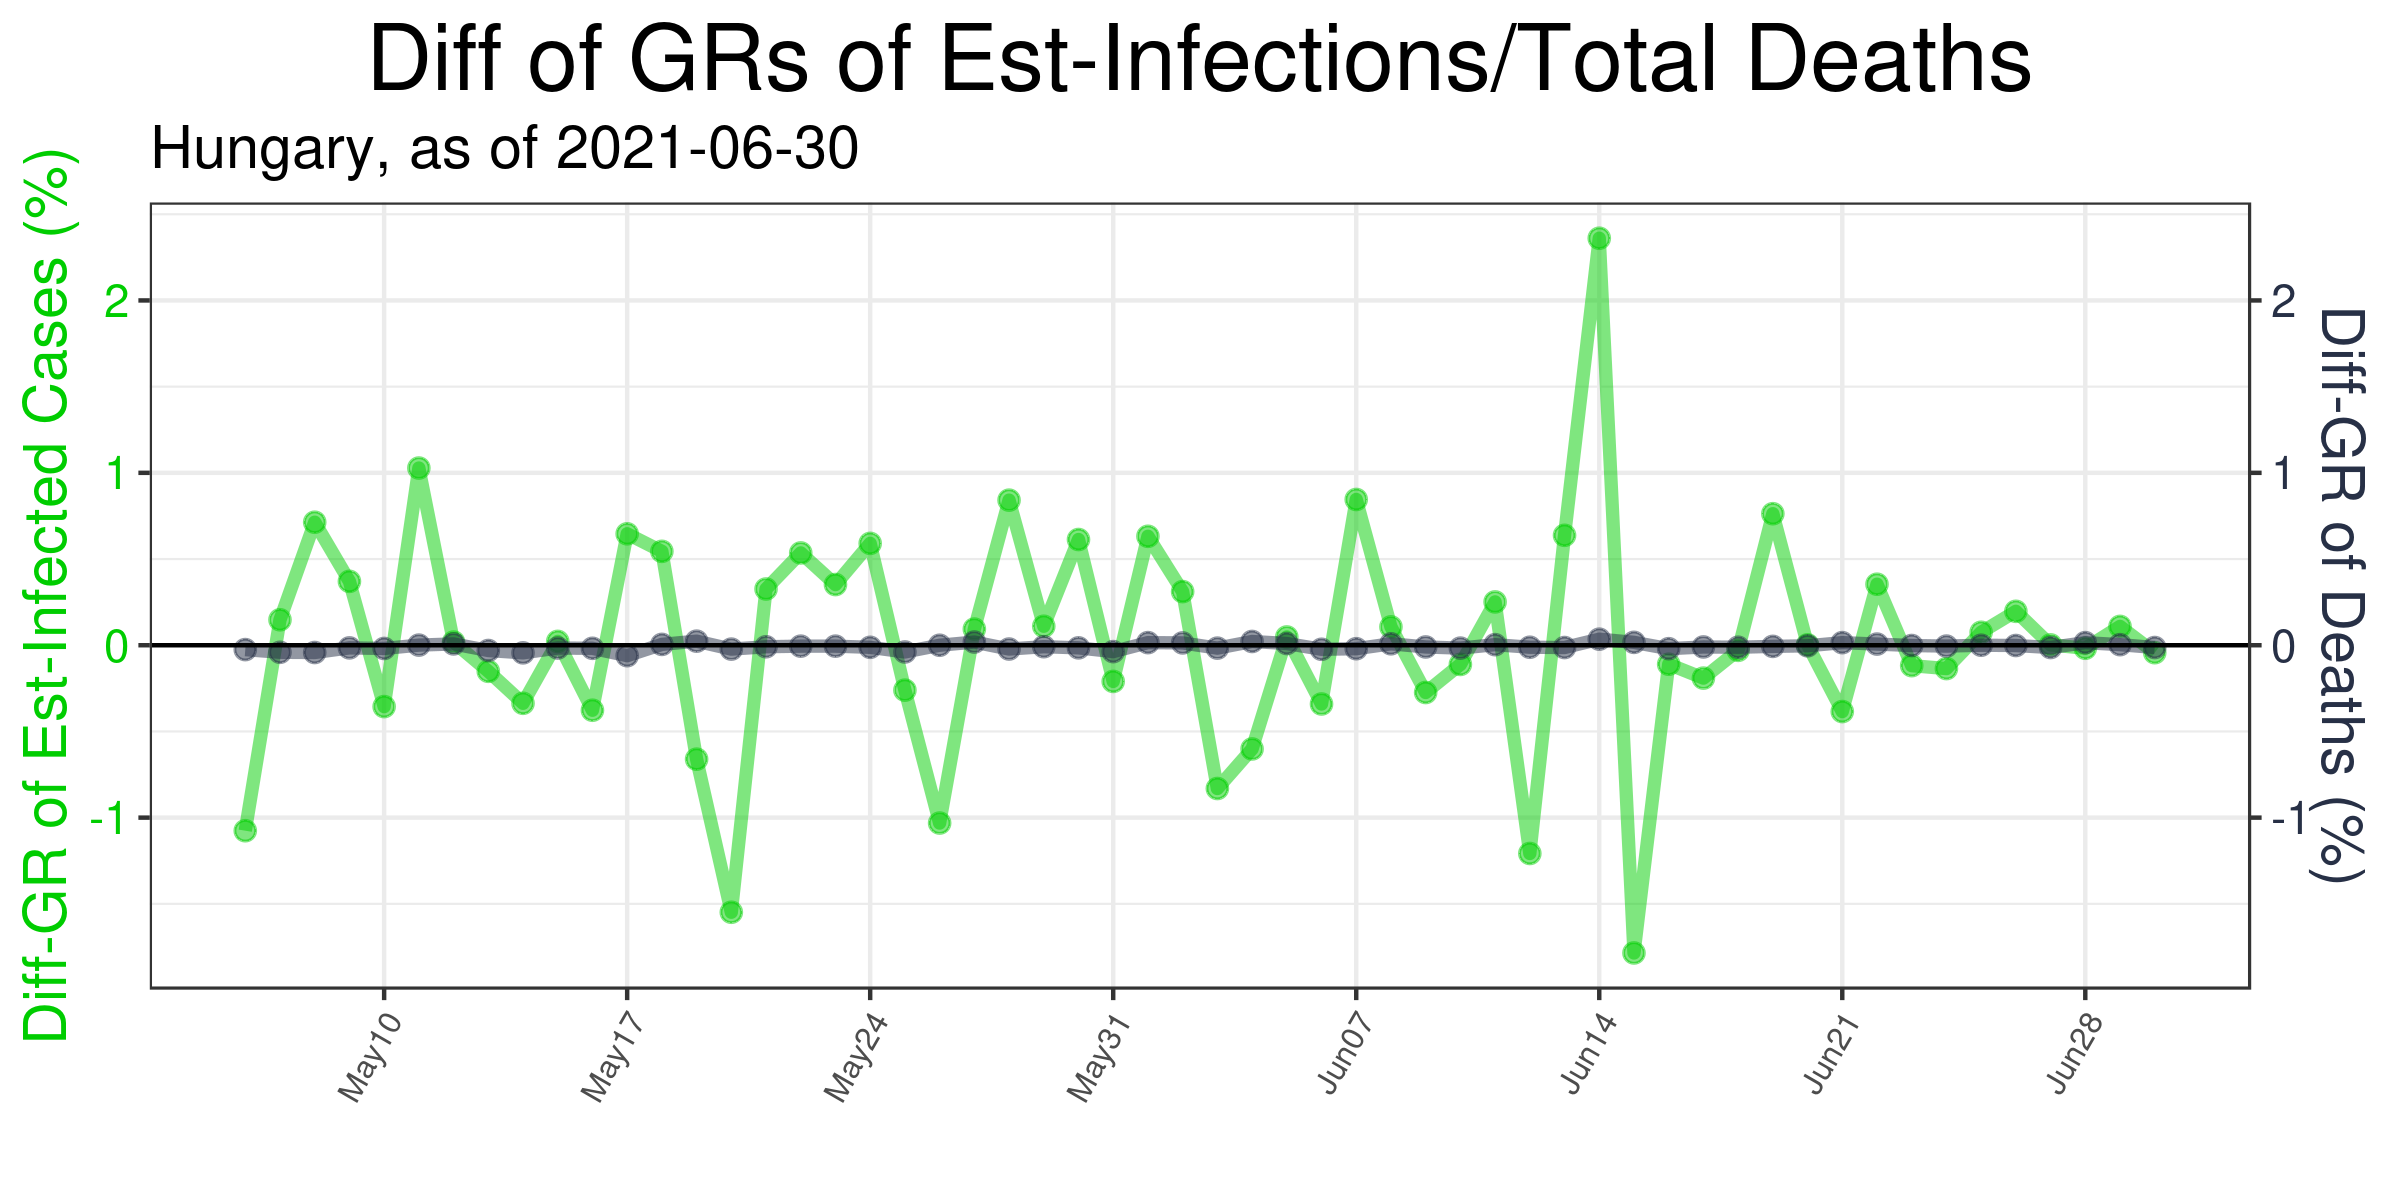 Diff of GRs of Est-Infections/Total Deaths
Hungary, as of 2021-06-30
Diff-GR of Est-Infected Cases (%)
2
1
0
-1
2
1
0
-1
Diff-GR of Deaths (%)
May10
May17
May24
May31
Jun07
Jun14
Jun21
Jun28